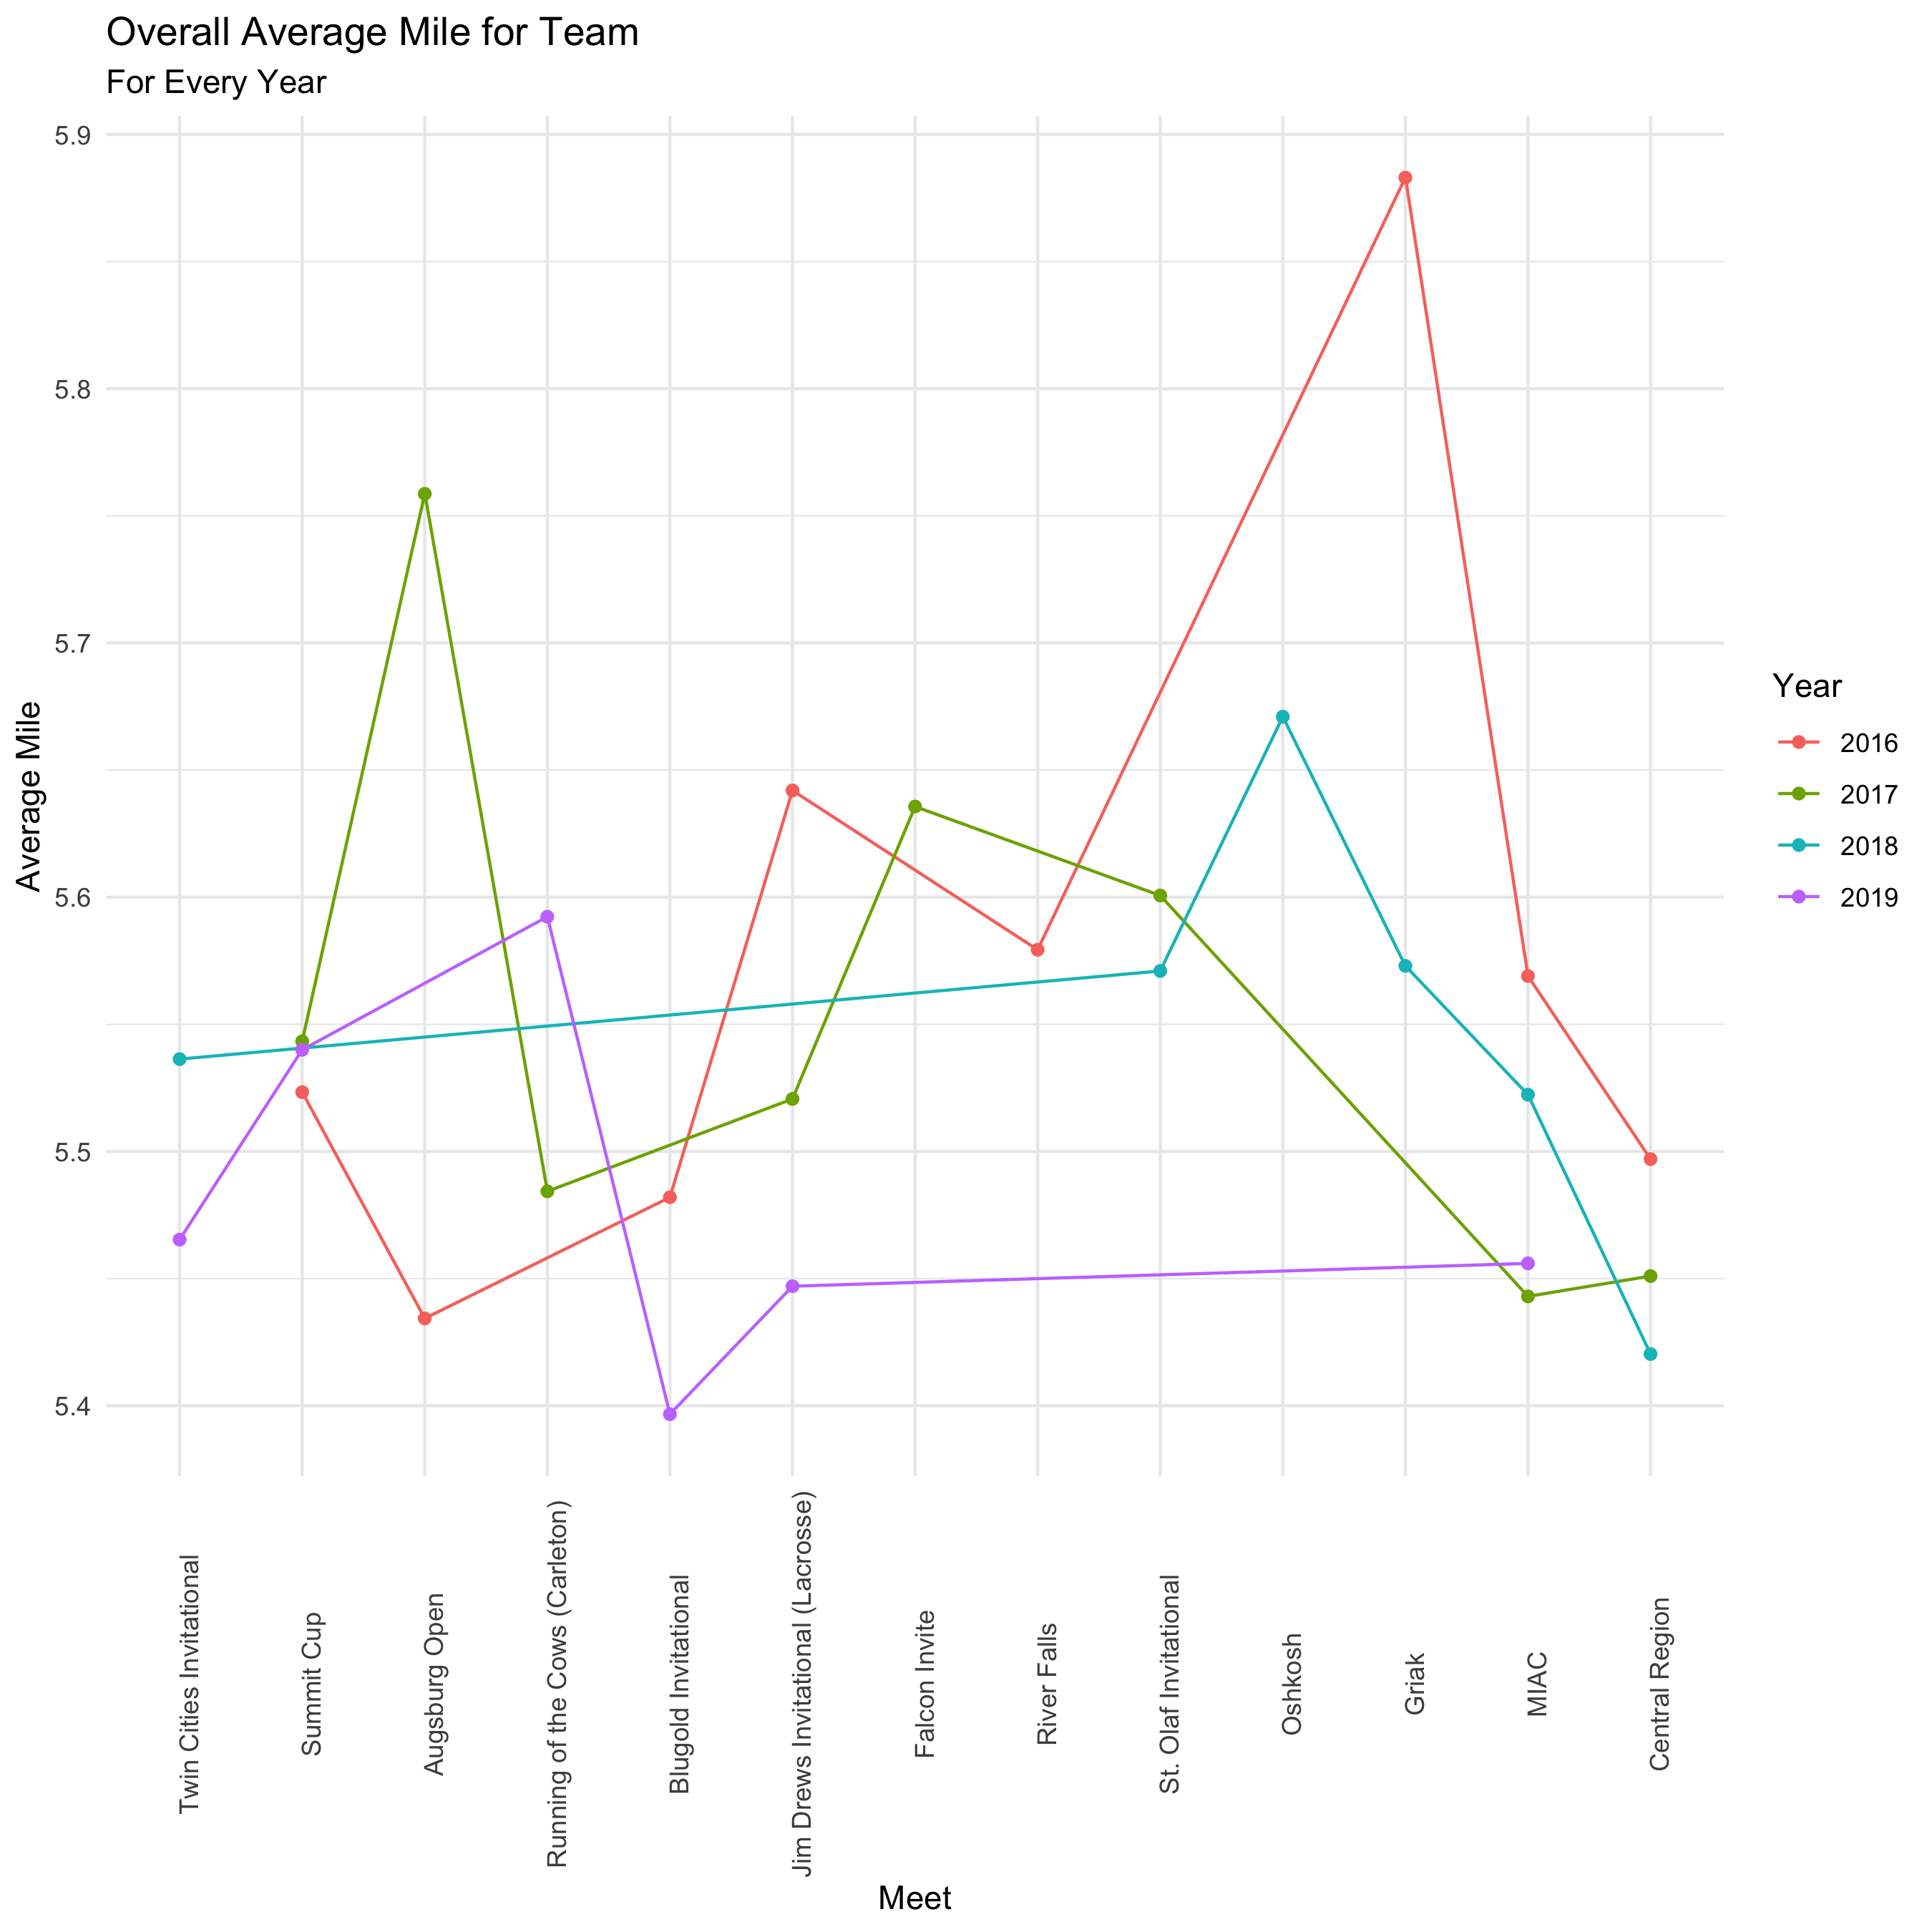 Overall Average Mile for Team
For Every Year
5.9
5.8
5.7
5.6
5.5
5.4
Average Mile
Twin Cities Invitational
Summit Cup
Augsburg Open
Running of the Cows (Carleton)
Blugold Invitational
Jim Drews Invitational (Lacrosse)
Falcon Invite
River Falls
St. Olaf Invitational
Oshkosh
Griak
MIAC
Central Region
Meet
Year
2016
2017
2018
2019